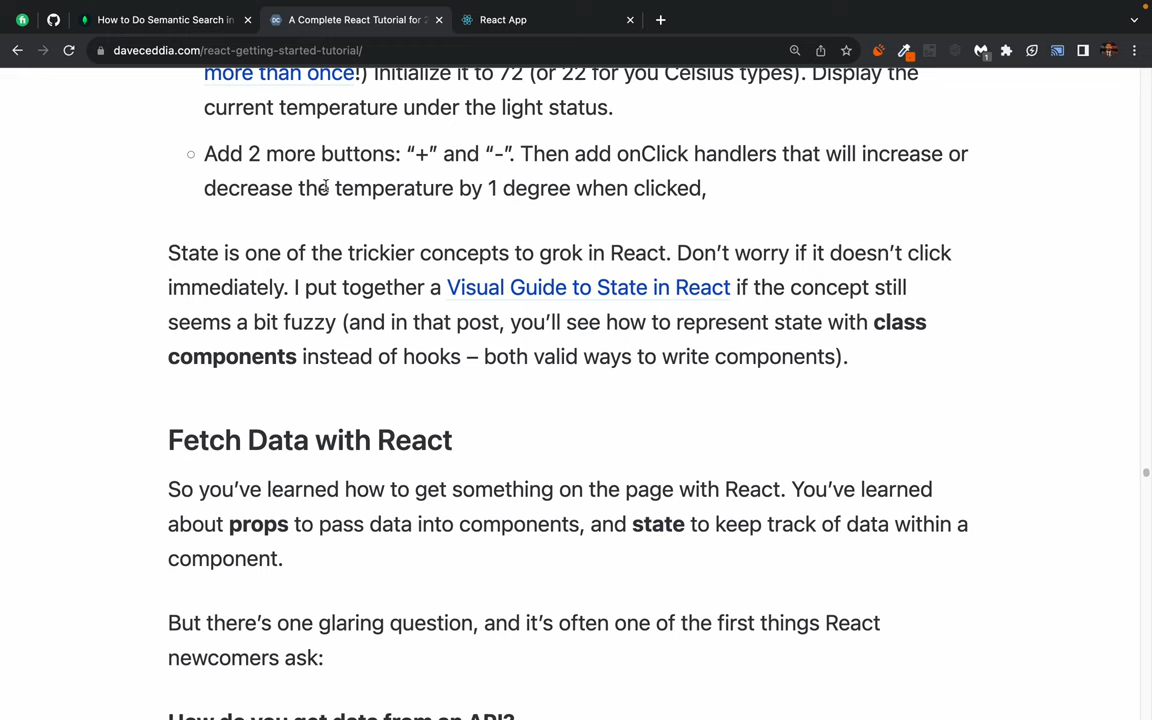 How to Do Semantic Search in
A Complete React Tutorial for 2
React App
daveceddia.com/react-getting-started-tutorial/
1
more than once!) Initialize it to 72 (or 22 for you Celsius types). Display the
current temperature under the light status.
Add 2 more buttons: “+” and “-”. Then add onClick handlers that will increase or
decrease the temperature by 1 degree when clicked,
State is one of the trickier concepts to grok in React. Don’t worry if it doesn’t click
immediately. I put together a Visual Guide to State in React if the concept still
seems a bit fuzzy (and in that post, you’ll see how to represent state with class
components instead of hooks – both valid ways to write components).
Fetch Data with React
So you’ve learned how to get something on the page with React. You’ve learned
about props to pass data into components, and state to keep track of data within a
component.
But there’s one glaring question, and it’s often one of the first things React
newcomers ask:
How do you get data from an API?